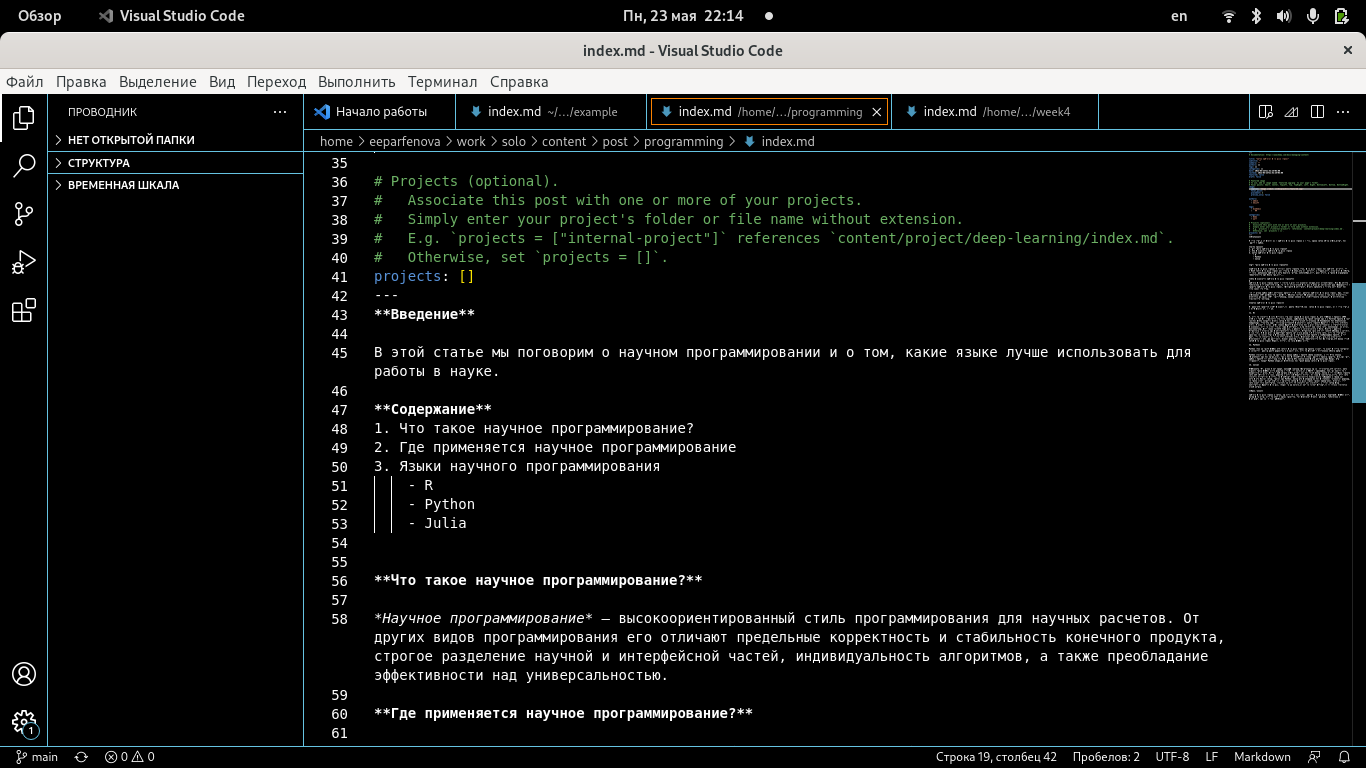 Обзор
Visual Studio Code
Пн, 23 мая 22:14
en
index.md - Visual Studio Code
Файл Правка Выделение Вид Переход Выполнить Терминал Справка
ПРОВОДНИК
НЕТ ОТКРЫТОЙ ПАПКИ
СТРУКТУРА
ВРЕМЕННАЯ ШКАЛА
1
Начало работы
index.md ~/.../example
index.md /home/.../programming
index.md /home/.../week4
home > eeparfenova > work > solo > content > post > programming > index.md
35
36 # Projects (optional).
37 #   Associate this post with one or more of your projects.
38 #   Simply enter your project's folder or file name without extension.
39 #   E.g. `projects = ["internal-project"]` references `content/project/deep-learning/index.md`.
40 #   Otherwise, set `projects = []`.
41 projects: []
42 ---
43 **Введение**
44
45 В этой статье мы поговорим о научном программировании и о том, какие языке лучше использовать для
работы в науке.
46
47 **Содержание**
48 1. Что такое научное программирование?
49 2. Где применяется научное программирование
50 3. Языки научного программирования
51     - R
52     - Python
53     - Julia
54
55
56 **Что такое научное программирование?**
57
58 *Научное программирование* – высокоориентированный стиль программирования для научных расчетов. От
других видов программирования его отличают предельные корректность и стабильность конечного продукта,
строгое разделение научной и интерфейсной частей, индивидуальность алгоритмов, а также преобладание
эффективности над универсальностью.
59
60 **Где применяется научное программирование?**
61
main
0 0
Строка 19, столбец 42
Пробелов: 2
UTF-8
LF
Markdown